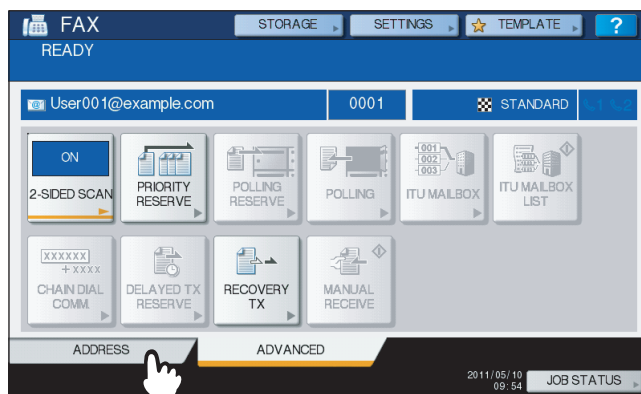 FAX
STORAGE
SETTINGS
TEMPLATE
?
READY
User001@example.com
0001
STANDARD
1 2
ON
2-SIDED SCAN
PRIORITY
RESERVE
POLLING
RESERVE
POLLING
001
002
003
ITU MAILBOX
ITU MAILBOX
LIST
XXXXXX
+ XXXX
CHAIN DIAL
COMM.
DELAYED TX
RESERVE
RECOVERY
TX
MANUAL
RECEIVE
ADDRESS
ADVANCED
2011/05/10
09:54
JOB STATUS